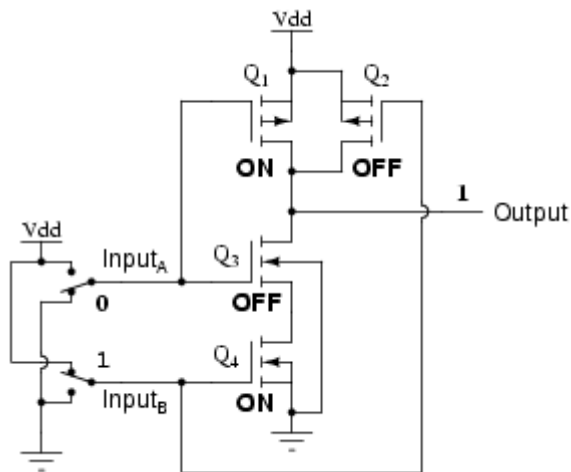 Vdd
Q1 Q2
ON OFF
1
Output
Vdd
InputA
Q3
0
OFF
1
Q4
InputB
ON